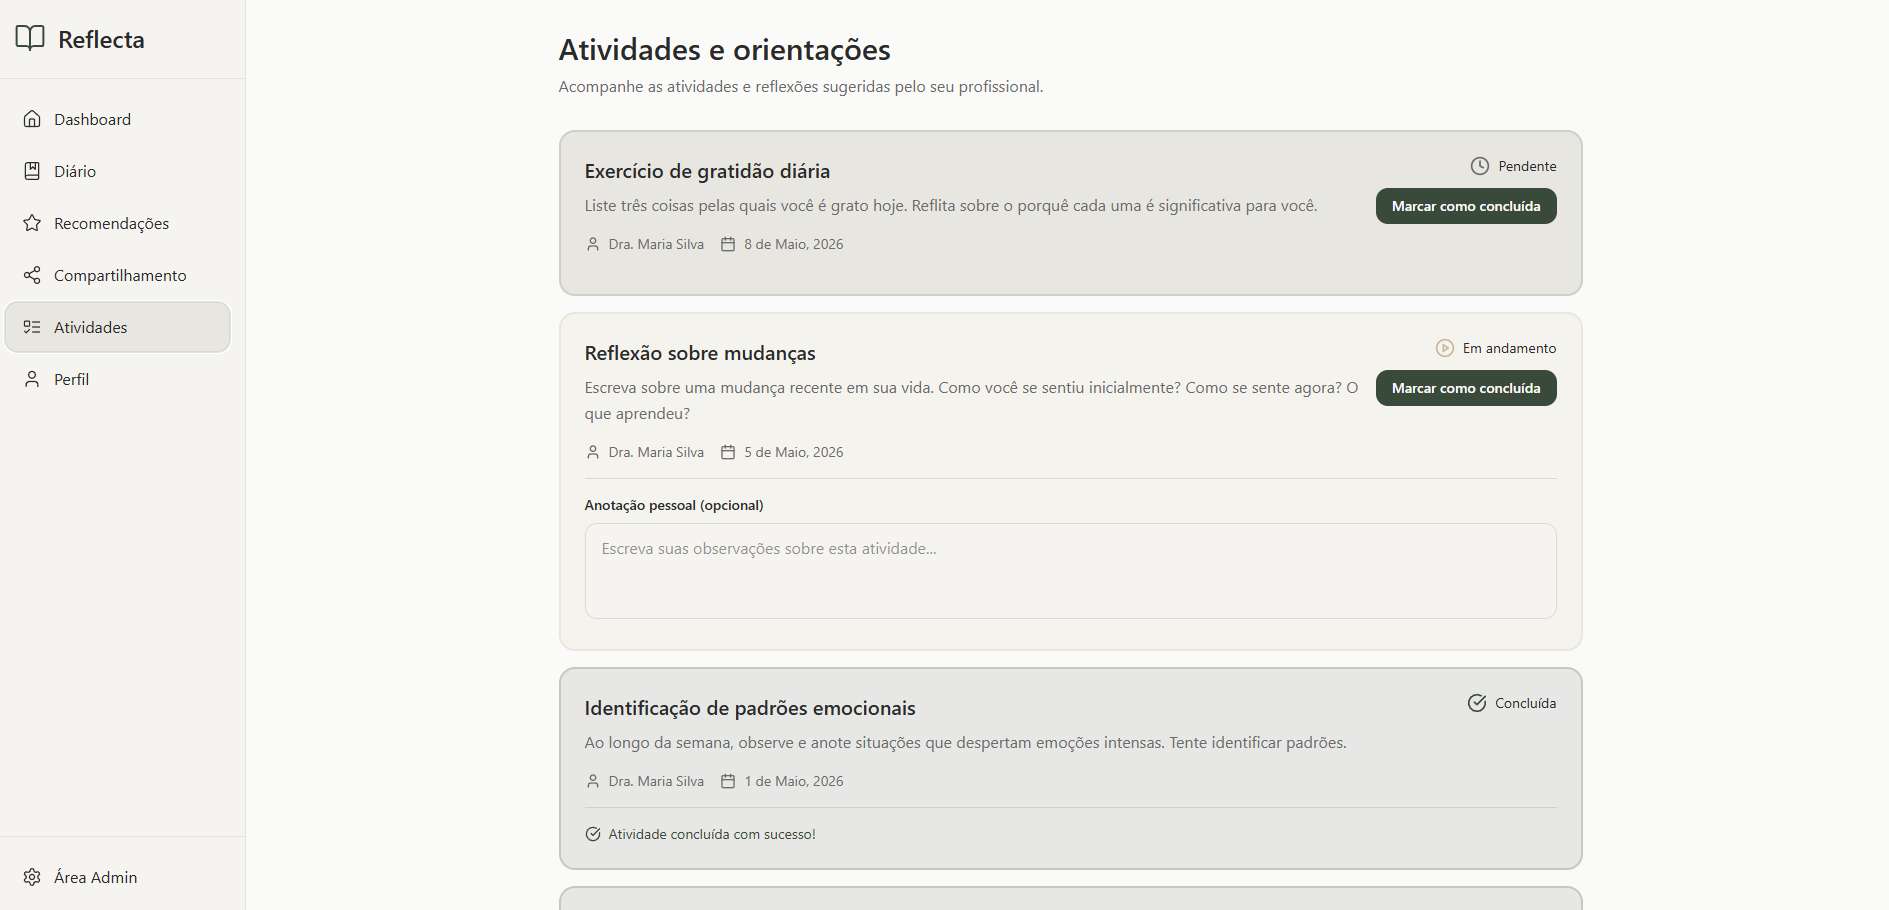 Reflecta
Dashboard
Diário
Recomendações
Compartilhamento
Atividades
Perfil
Área Admin
Atividades e orientações
Acompanhe as atividades e reflexões sugeridas pelo seu profissional.
Exercício de gratidão diária
Pendente
Liste três coisas pelas quais você é grato hoje. Reflita sobre o porquê cada uma é significativa para você.
Marcar como concluída
Dra. Maria Silva 8 de Maio, 2026
Reflexão sobre mudanças
Em andamento
Escreva sobre uma mudança recente em sua vida. Como você se sentiu inicialmente? Como se sente agora? O
que aprendeu?
Marcar como concluída
Dra. Maria Silva 5 de Maio, 2026
Anotação pessoal (opcional)
Escreva suas observações sobre esta atividade...
Identificação de padrões emocionais
Concluída
Ao longo da semana, observe e anote situações que despertam emoções intensas. Tente identificar padrões.
Dra. Maria Silva 1 de Maio, 2026
Atividade concluída com sucesso!